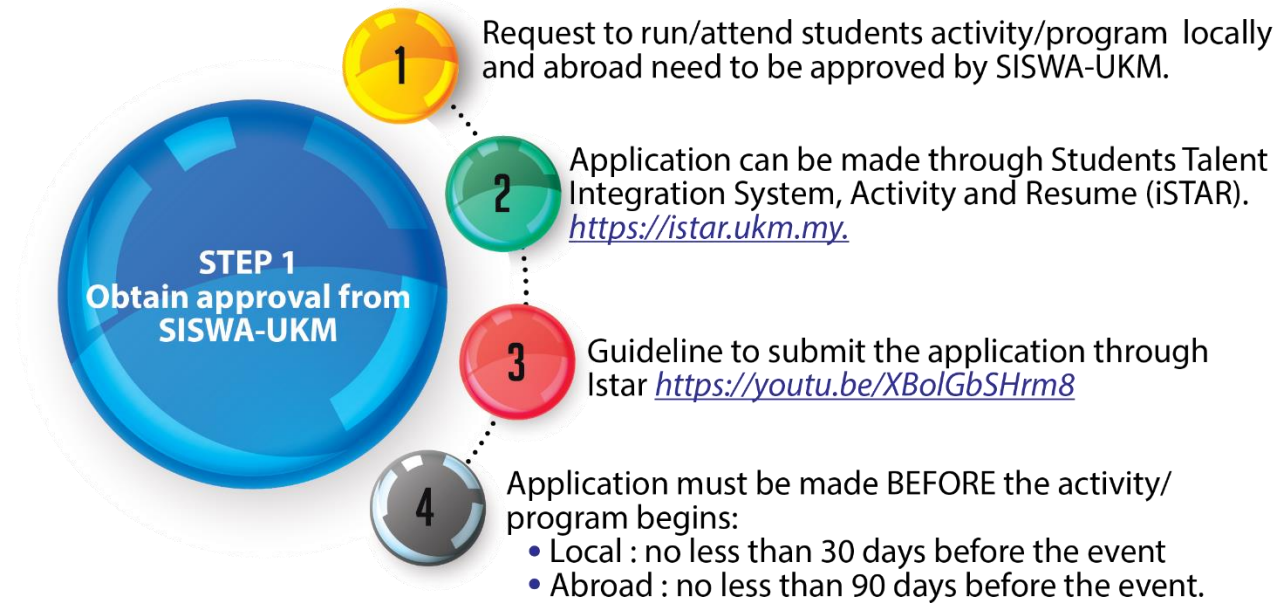 STEP 1
Obtain approval from
SISWA-UKM
1
Request to run/attend students activity/program locally
and abroad need to be approved by SISWA-UKM.
2
Application can be made through Students Talent
Integration System, Activity and Resume (iSTAR).
https://istar.ukm.my.
3
Guideline to submit the application through
Istar https://youtu.be/XBolGbSHrm8
4
Application must be made BEFORE the activity/
program begins:
• Local : no less than 30 days before the event
• Abroad : no less than 90 days before the event.